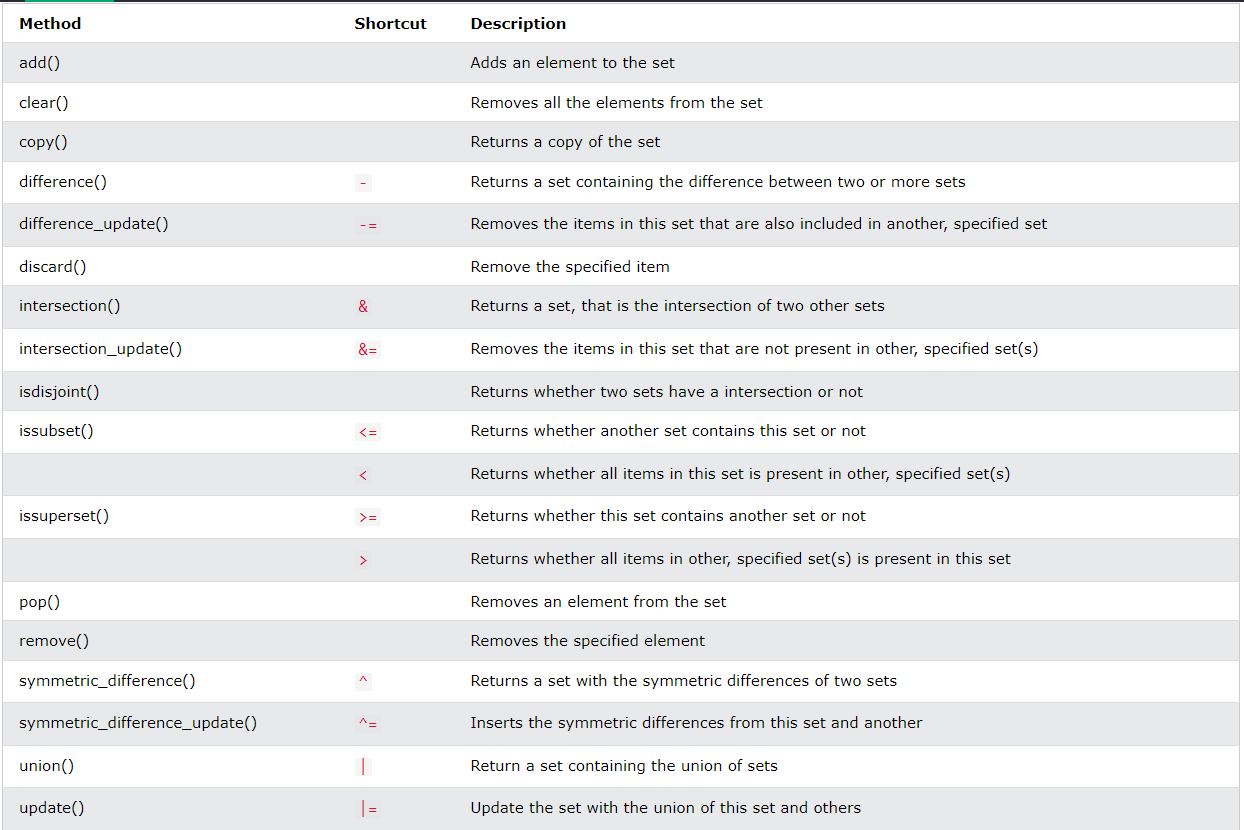 Method Shortcut Description
add() Adds an element to the set
clear() Removes all the elements from the set
copy() Returns a copy of the set
difference() - Returns a set containing the difference between two or more sets
difference_update() -= Removes the items in this set that are also included in another, specified set
discard() Remove the specified item
intersection() & Returns a set, that is the intersection of two other sets
intersection_update() &= Removes the items in this set that are not present in other, specified set(s)
isdisjoint() Returns whether two sets have a intersection or not
issubset() <= Returns whether another set contains this set or not
< Returns whether all items in this set is present in other, specified set(s)
issuperset() >= Returns whether this set contains another set or not
> Returns whether all items in other, specified set(s) is present in this set
pop() Removes an element from the set
remove() Removes the specified element
symmetric_difference() ^ Returns a set with the symmetric differences of two sets
symmetric_difference_update() ^= Inserts the symmetric differences from this set and another
union() | Return a set containing the union of sets
update() |= Update the set with the union of this set and others